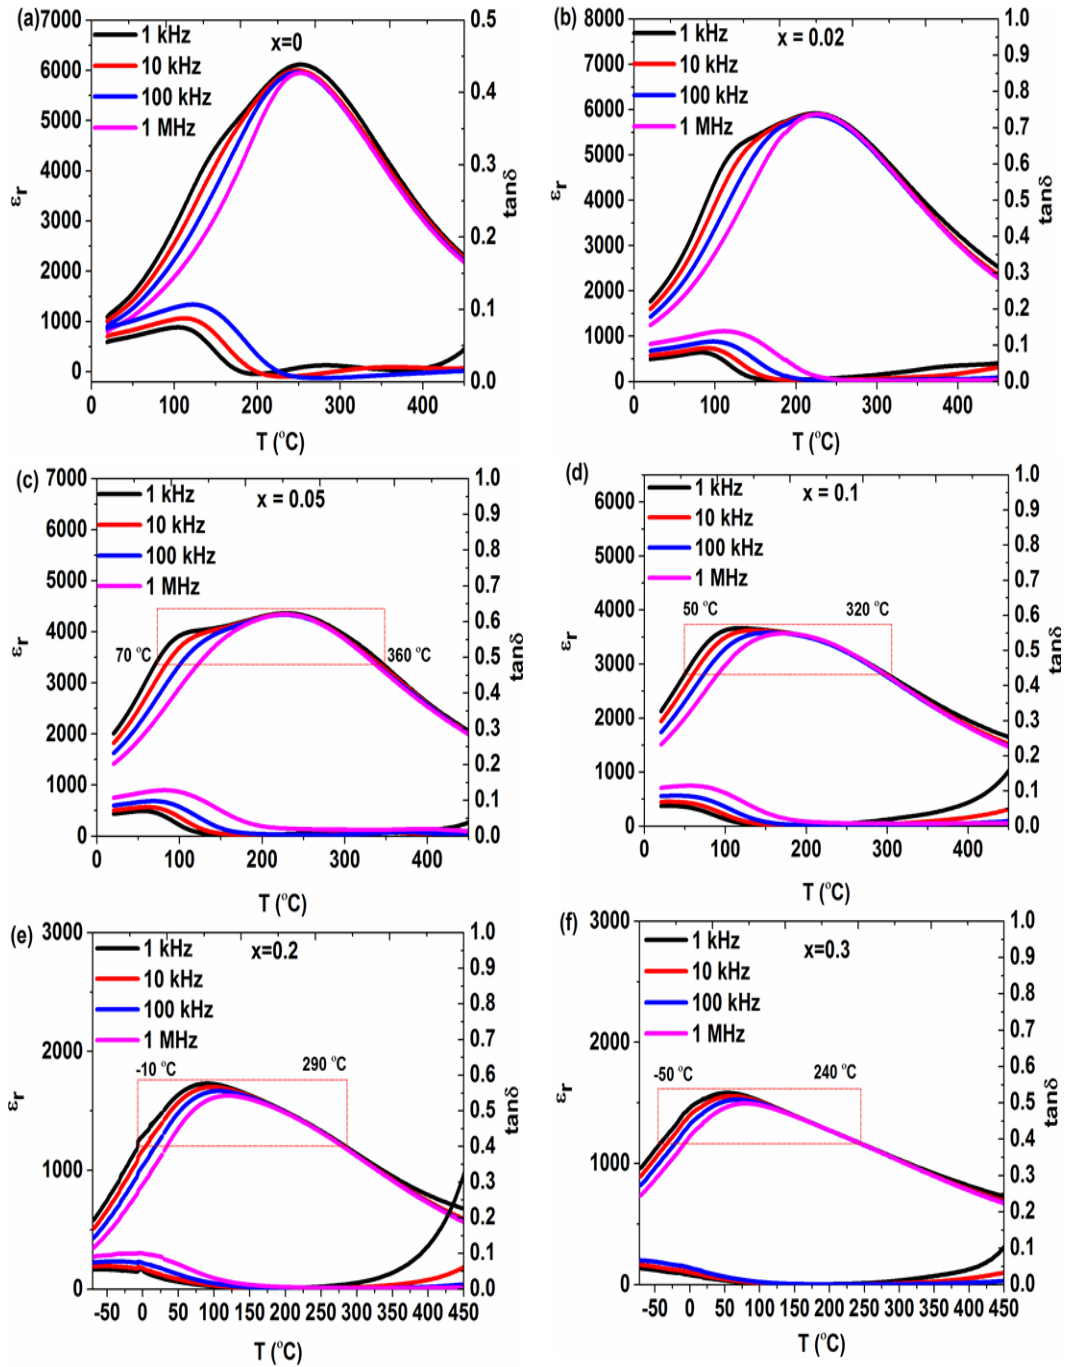 (a)
x=0
1 kHz
10 kHz
100 kHz
1 MHz
7000
6000
5000
4000
3000
2000
1000
0
0.5
0.4
0.3
0.2
0.1
0.0
εr
tanδ
0 100 200 300 400
T (°C)
(b)
x = 0.02
1 kHz
10 kHz
100 kHz
1 MHz
8000
7000
6000
5000
4000
3000
2000
1000
0
1.0
0.9
0.8
0.7
0.6
0.5
0.4
0.3
0.2
0.1
0.0
εr
tanδ
0 100 200 300 400
T (°C)
(c)
x = 0.05
1 kHz
10 kHz
100 kHz
1 MHz
7000
6000
5000
4000
3000
2000
1000
0
1.0
0.9
0.8
0.7
0.6
0.5
0.4
0.3
0.2
0.1
0.0
70 °C
360 °C
εr
tanδ
0 100 200 300 400
T (°C)
(d)
x = 0.1
1 kHz
10 kHz
100 kHz
1 MHz
6000
5000
4000
3000
2000
1000
0
1.0
0.9
0.8
0.7
0.6
0.5
0.4
0.3
0.2
0.1
0.0
50 °C
320 °C
εr
tanδ
0 100 200 300 400
T (°C)
(e)
x=0.2
1 kHz
10 kHz
100 kHz
1 MHz
3000
2000
1000
0
1.0
0.9
0.8
0.7
0.6
0.5
0.4
0.3
0.2
0.1
0.0
-10 °C
290 °C
εr
tanδ
-50 0 50 100 150 200 250 300 350 400 450
T (°C)
(f)
x=0.3
1 kHz
10 kHz
100 kHz
1 MHz
3000
2000
1000
0
1.0
0.9
0.8
0.7
0.6
0.5
0.4
0.3
0.2
0.1
0.0
-50 °C
240 °C
εr
tanδ
-50 0 50 100 150 200 250 300 350 400 450
T (°C)